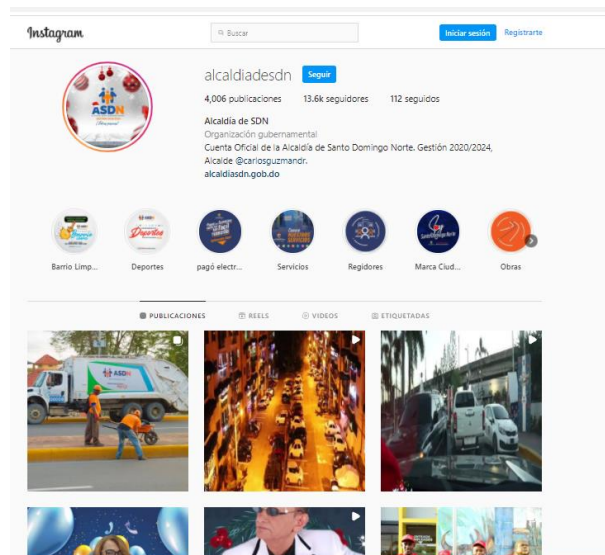 Instagram
Buscar
Iniciar sesión
Regístrarte
ASDN
alcaldiadesdn
Seguir
4,006 publicaciones 13.6k seguidores 112 seguidos
Alcaldía de SDN
Organización gubernamental
Cuenta Oficial de la Alcaldía de Santo Domingo Norte. Gestión 2020/2024,
Alcalde @carlosguzmandr.
alcaldiasdn.gob.do
Barrio Limp...
Deportes
pagó electr...
Servicios
Regidores
Marca Ciud...
Obras
PUBLICACIONES
REELS
VIDEOS
ETIQUETADAS
ASDN